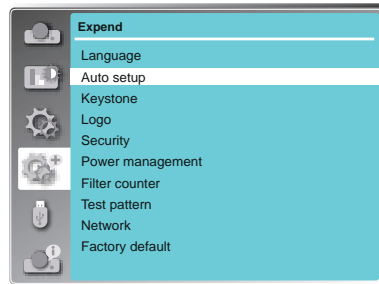 Expend
Language
Auto setup
Keystone
Logo
Security
Power management
Filter counter
Test pattern
Network
Factory default